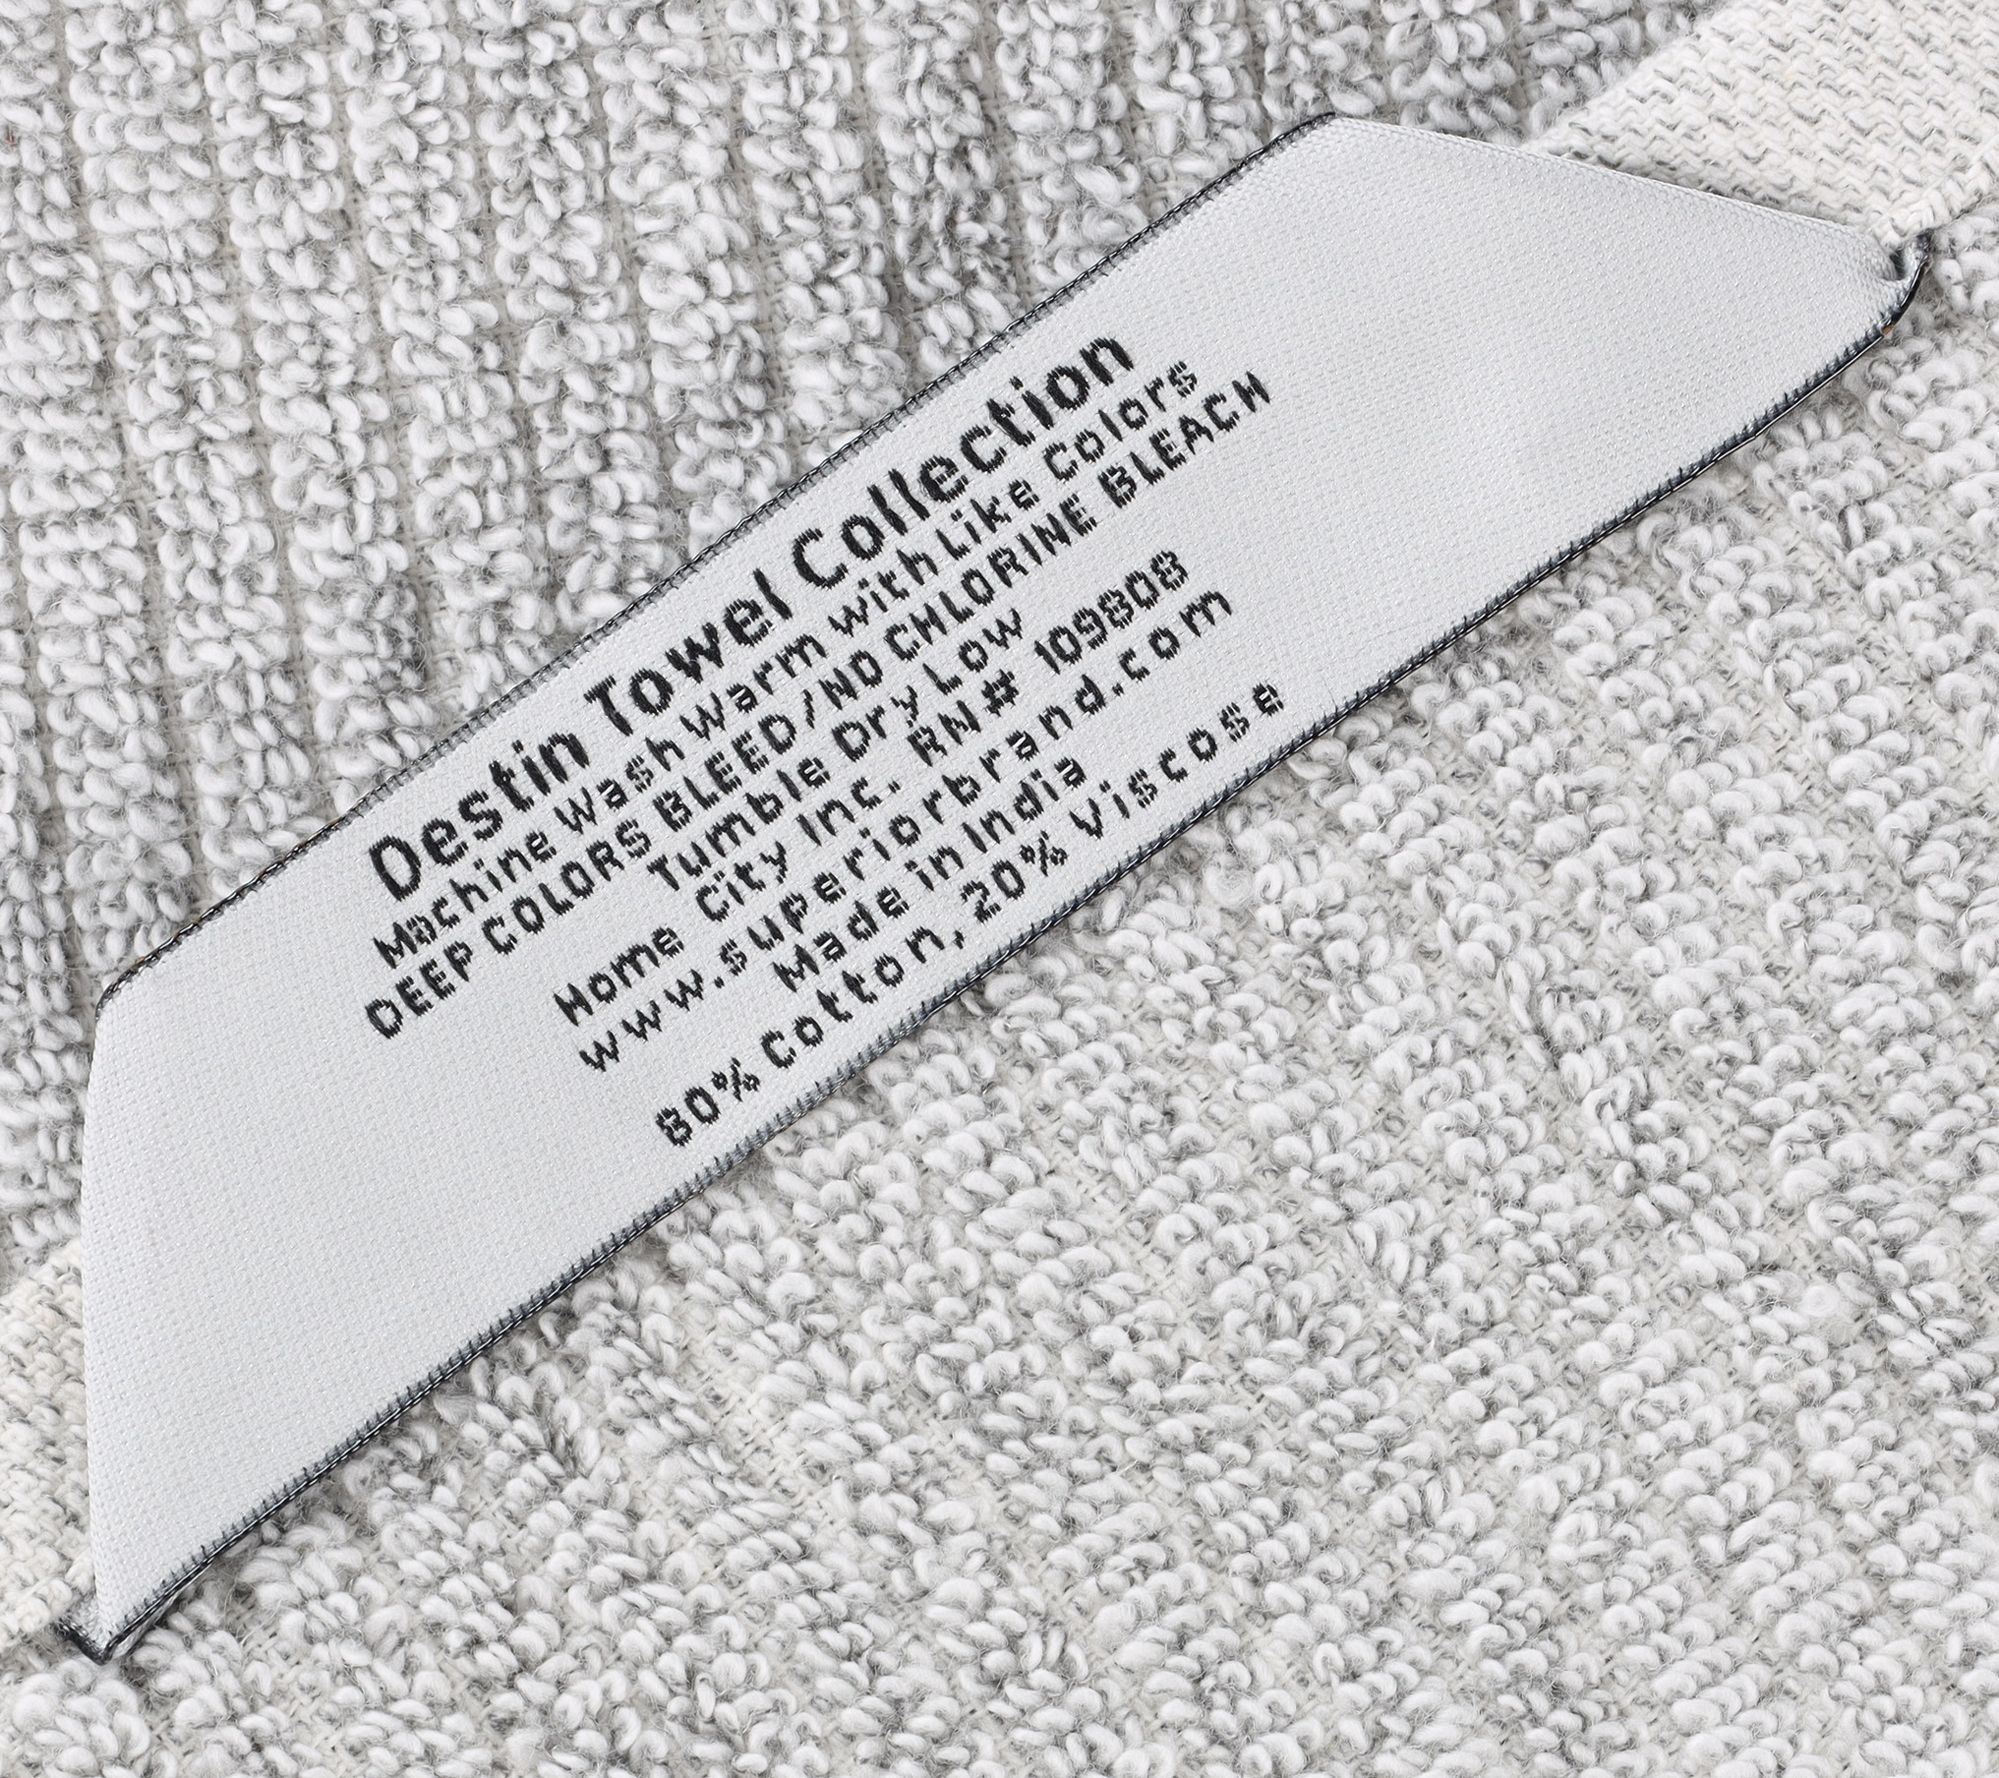 Destin Towel Collection
Machine Wash Warm with Like Colors
DEEP COLORS BLEED/NO CHLORINE BLEACH
Tumble Dry Low
Home City Inc. RN# 109808
www.superiorbrand.com
Made in India
80% Cotton, 20% Viscose